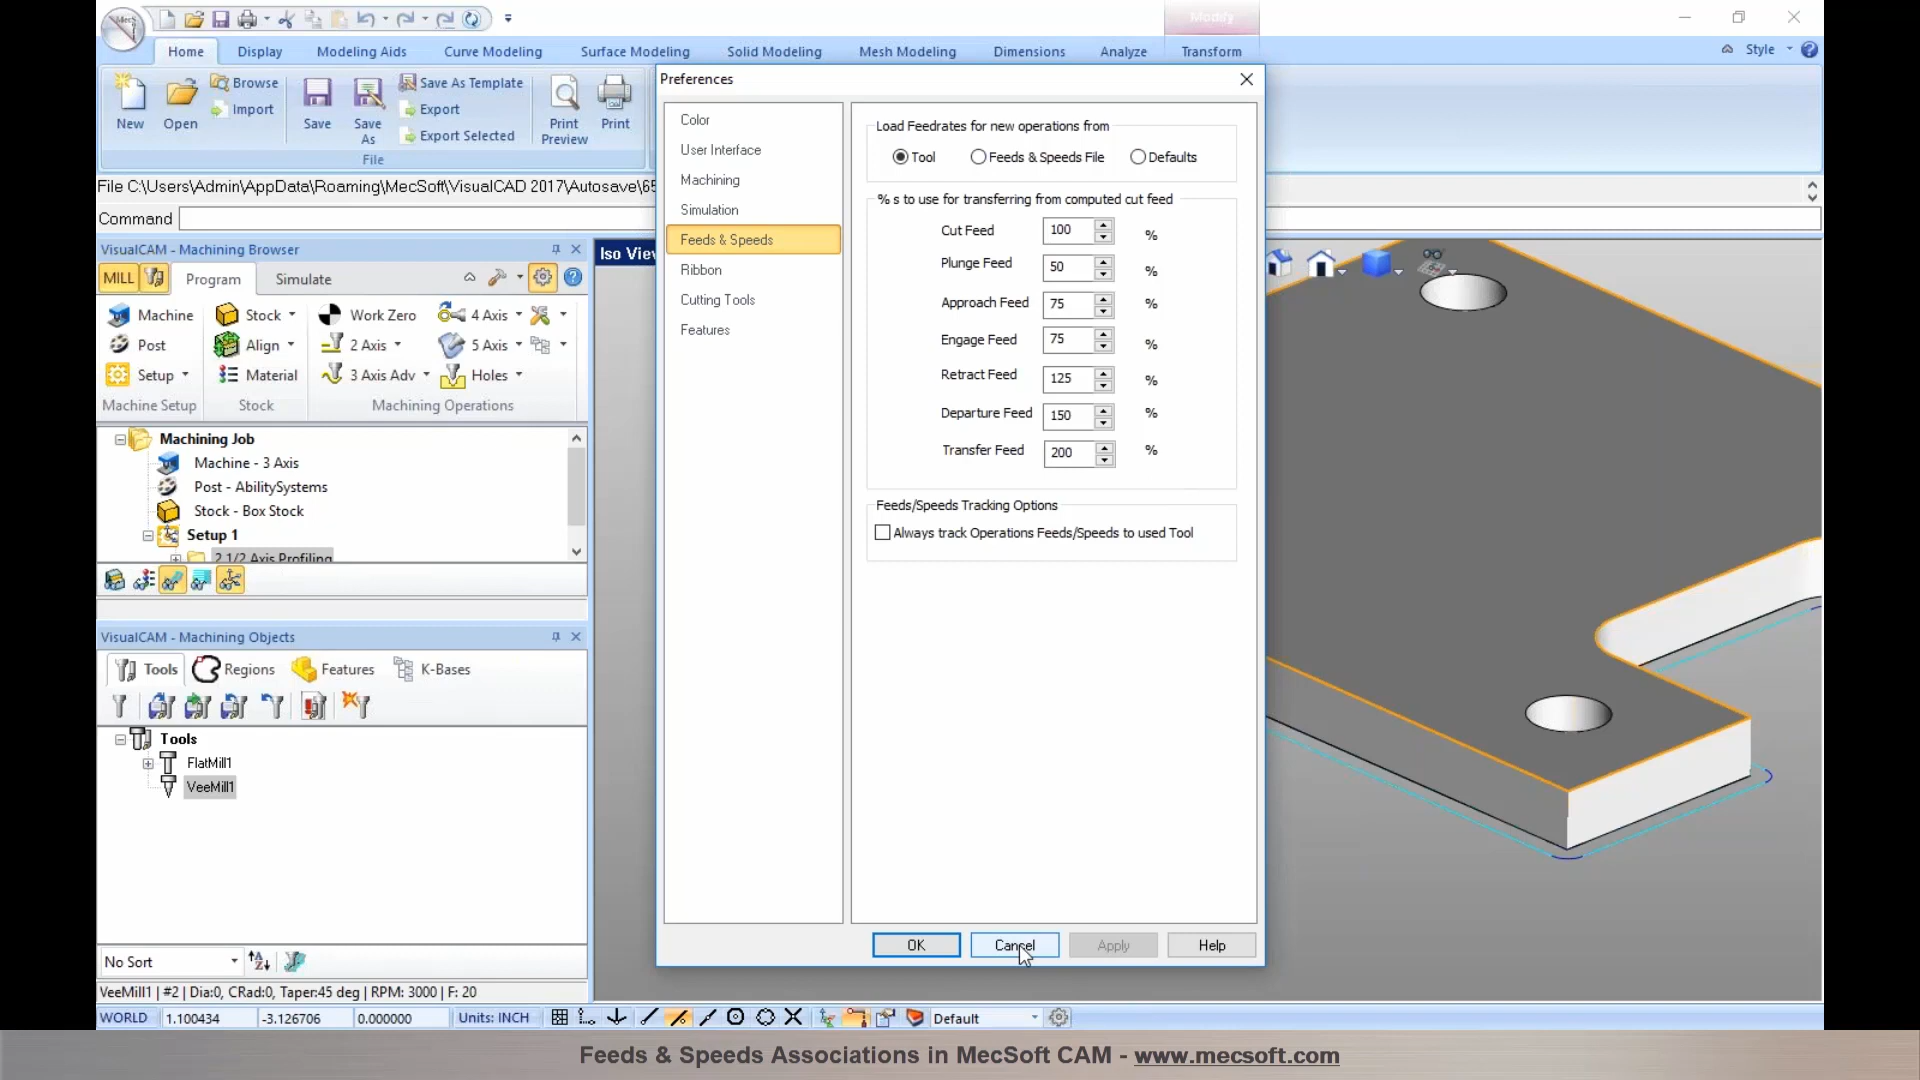 Modify
Home Display Modeling Aids Curve Modeling Surface Modeling Solid Modeling Mesh Modeling Dimensions Analyze Transform Style
New Open Browse Import Save Save As Save As Template Export Export Selected Print Preview Print
File
File C:\Users\Admin\AppData\Roaming\MecSoft\VisualCAD 2017\Autosave\65
Command
VisualCAM - Machining Browser
MILL Program Simulate
Machine Stock Work Zero 4 Axis
Post Align 2 Axis 5 Axis
Setup Material 3 Axis Adv Holes
Machine Setup Stock Machining Operations
Machining Job
Machine - 3 Axis
Post - AbilitySystems
Stock - Box Stock
Setup 1
2 1/2 Axis Profiling
VisualCAM - Machining Objects
Tools Regions Features K-Bases
Tools
FlatMill1
VeeMill1
No Sort
VeeMill1 | #2 | Dia:0, CRad:0, Taper:45 deg | RPM: 3000 | F: 20
WORLD 1.100434 -3.126706 0.000000 Units: INCH Default
Iso View
Preferences
Color
User Interface
Machining
Simulation
Feeds & Speeds
Ribbon
Cutting Tools
Features
Load Feedrates for new operations from
Tool Feeds & Speeds File Defaults
% s to use for transferring from computed cut feed
Cut Feed 100 %
Plunge Feed 50 %
Approach Feed 75 %
Engage Feed 75 %
Retract Feed 125 %
Departure Feed 150 %
Transfer Feed 200 %
Feeds/Speeds Tracking Options
Always track Operations Feeds/Speeds to used Tool
OK Cancel Apply Help
Feeds & Speeds Associations in MecSoft CAM - www.mecsoft.com